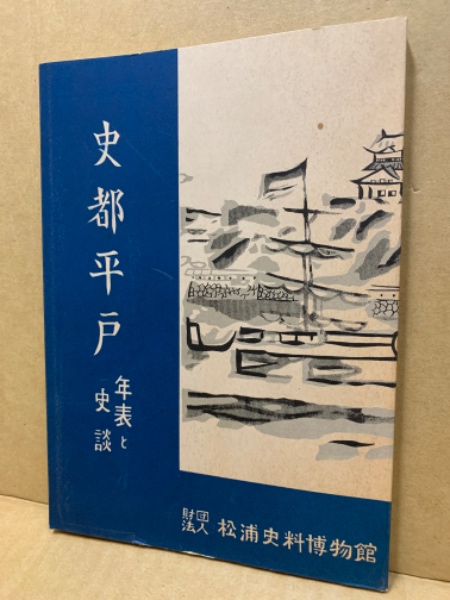 史都平戸
年表と
史談
財団法人 松浦史料博物館